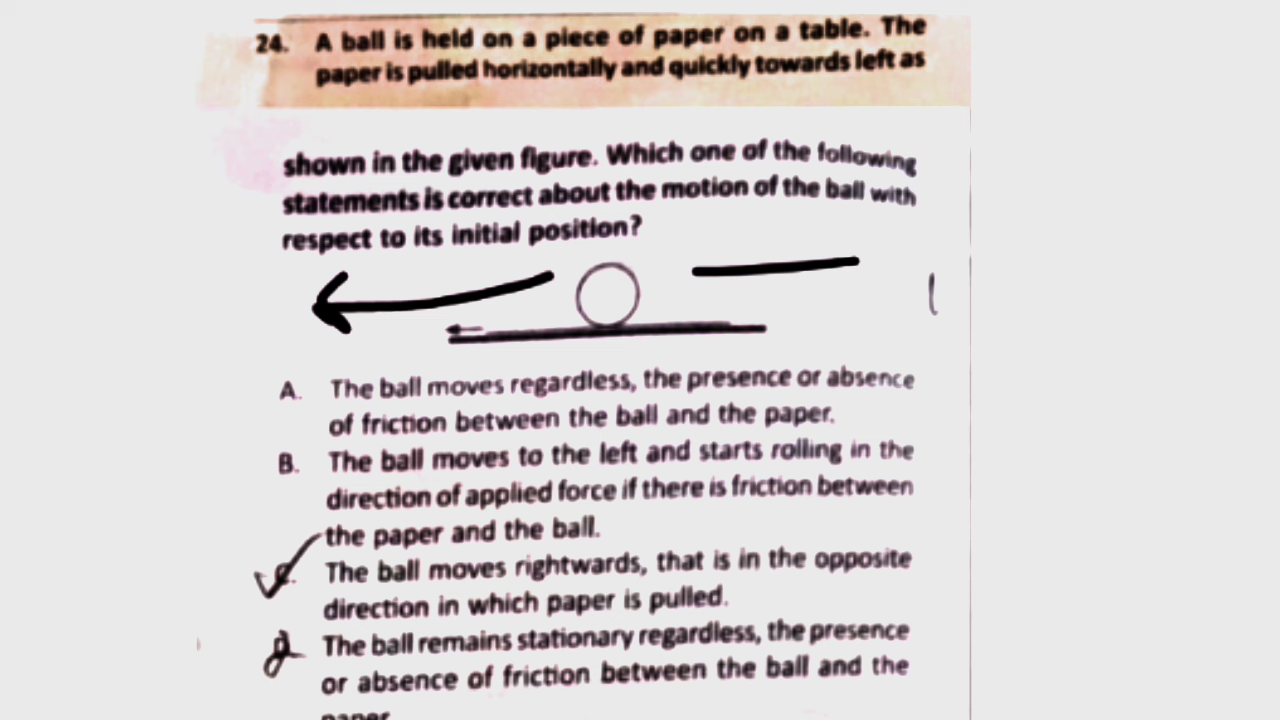 24. A ball is held on a piece of paper on a table. The
paper is pulled horizontally and quickly towards left as
shown in the given figure. Which one of the following
statements is correct about the motion of the ball with
respect to its initial position?
A. The ball moves regardless, the presence or absence
of friction between the ball and the paper.
B. The ball moves to the left and starts rolling in the
direction of applied force if there is friction between
the paper and the ball.
C. The ball moves rightwards, that is in the opposite
direction in which paper is pulled.
The ball remains stationary regardless, the presence
or absence of friction between the ball and the
paper